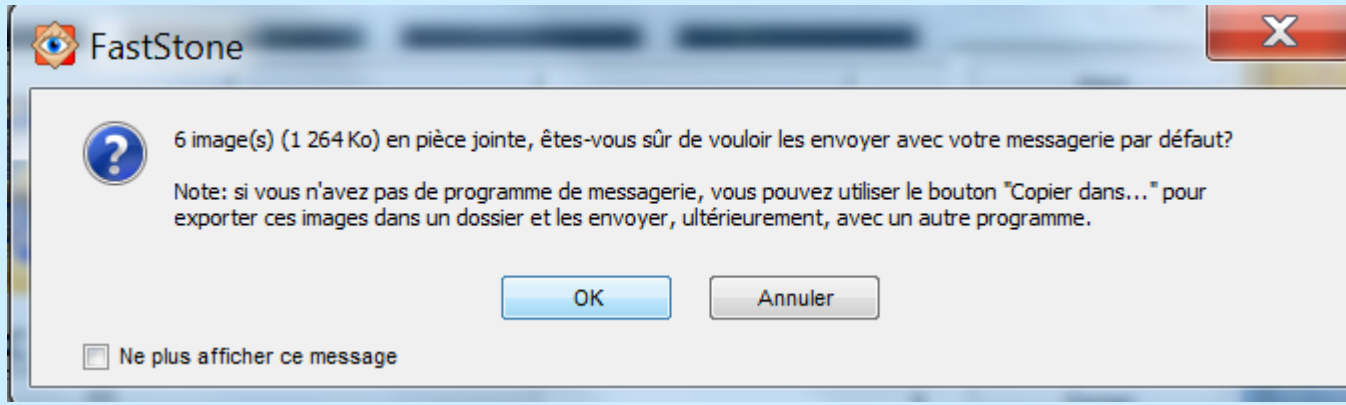 FastStone
6 image(s) (1 264 Ko) en pièce jointe, êtes-vous sûr de vouloir les envoyer avec votre messagerie par défaut?
Note: si vous n'avez pas de programme de messagerie, vous pouvez utiliser le bouton "Copier dans..." pour
exporter ces images dans un dossier et les envoyer, ultérieurement, avec un autre programme.
OK Annuler
Ne plus afficher ce message